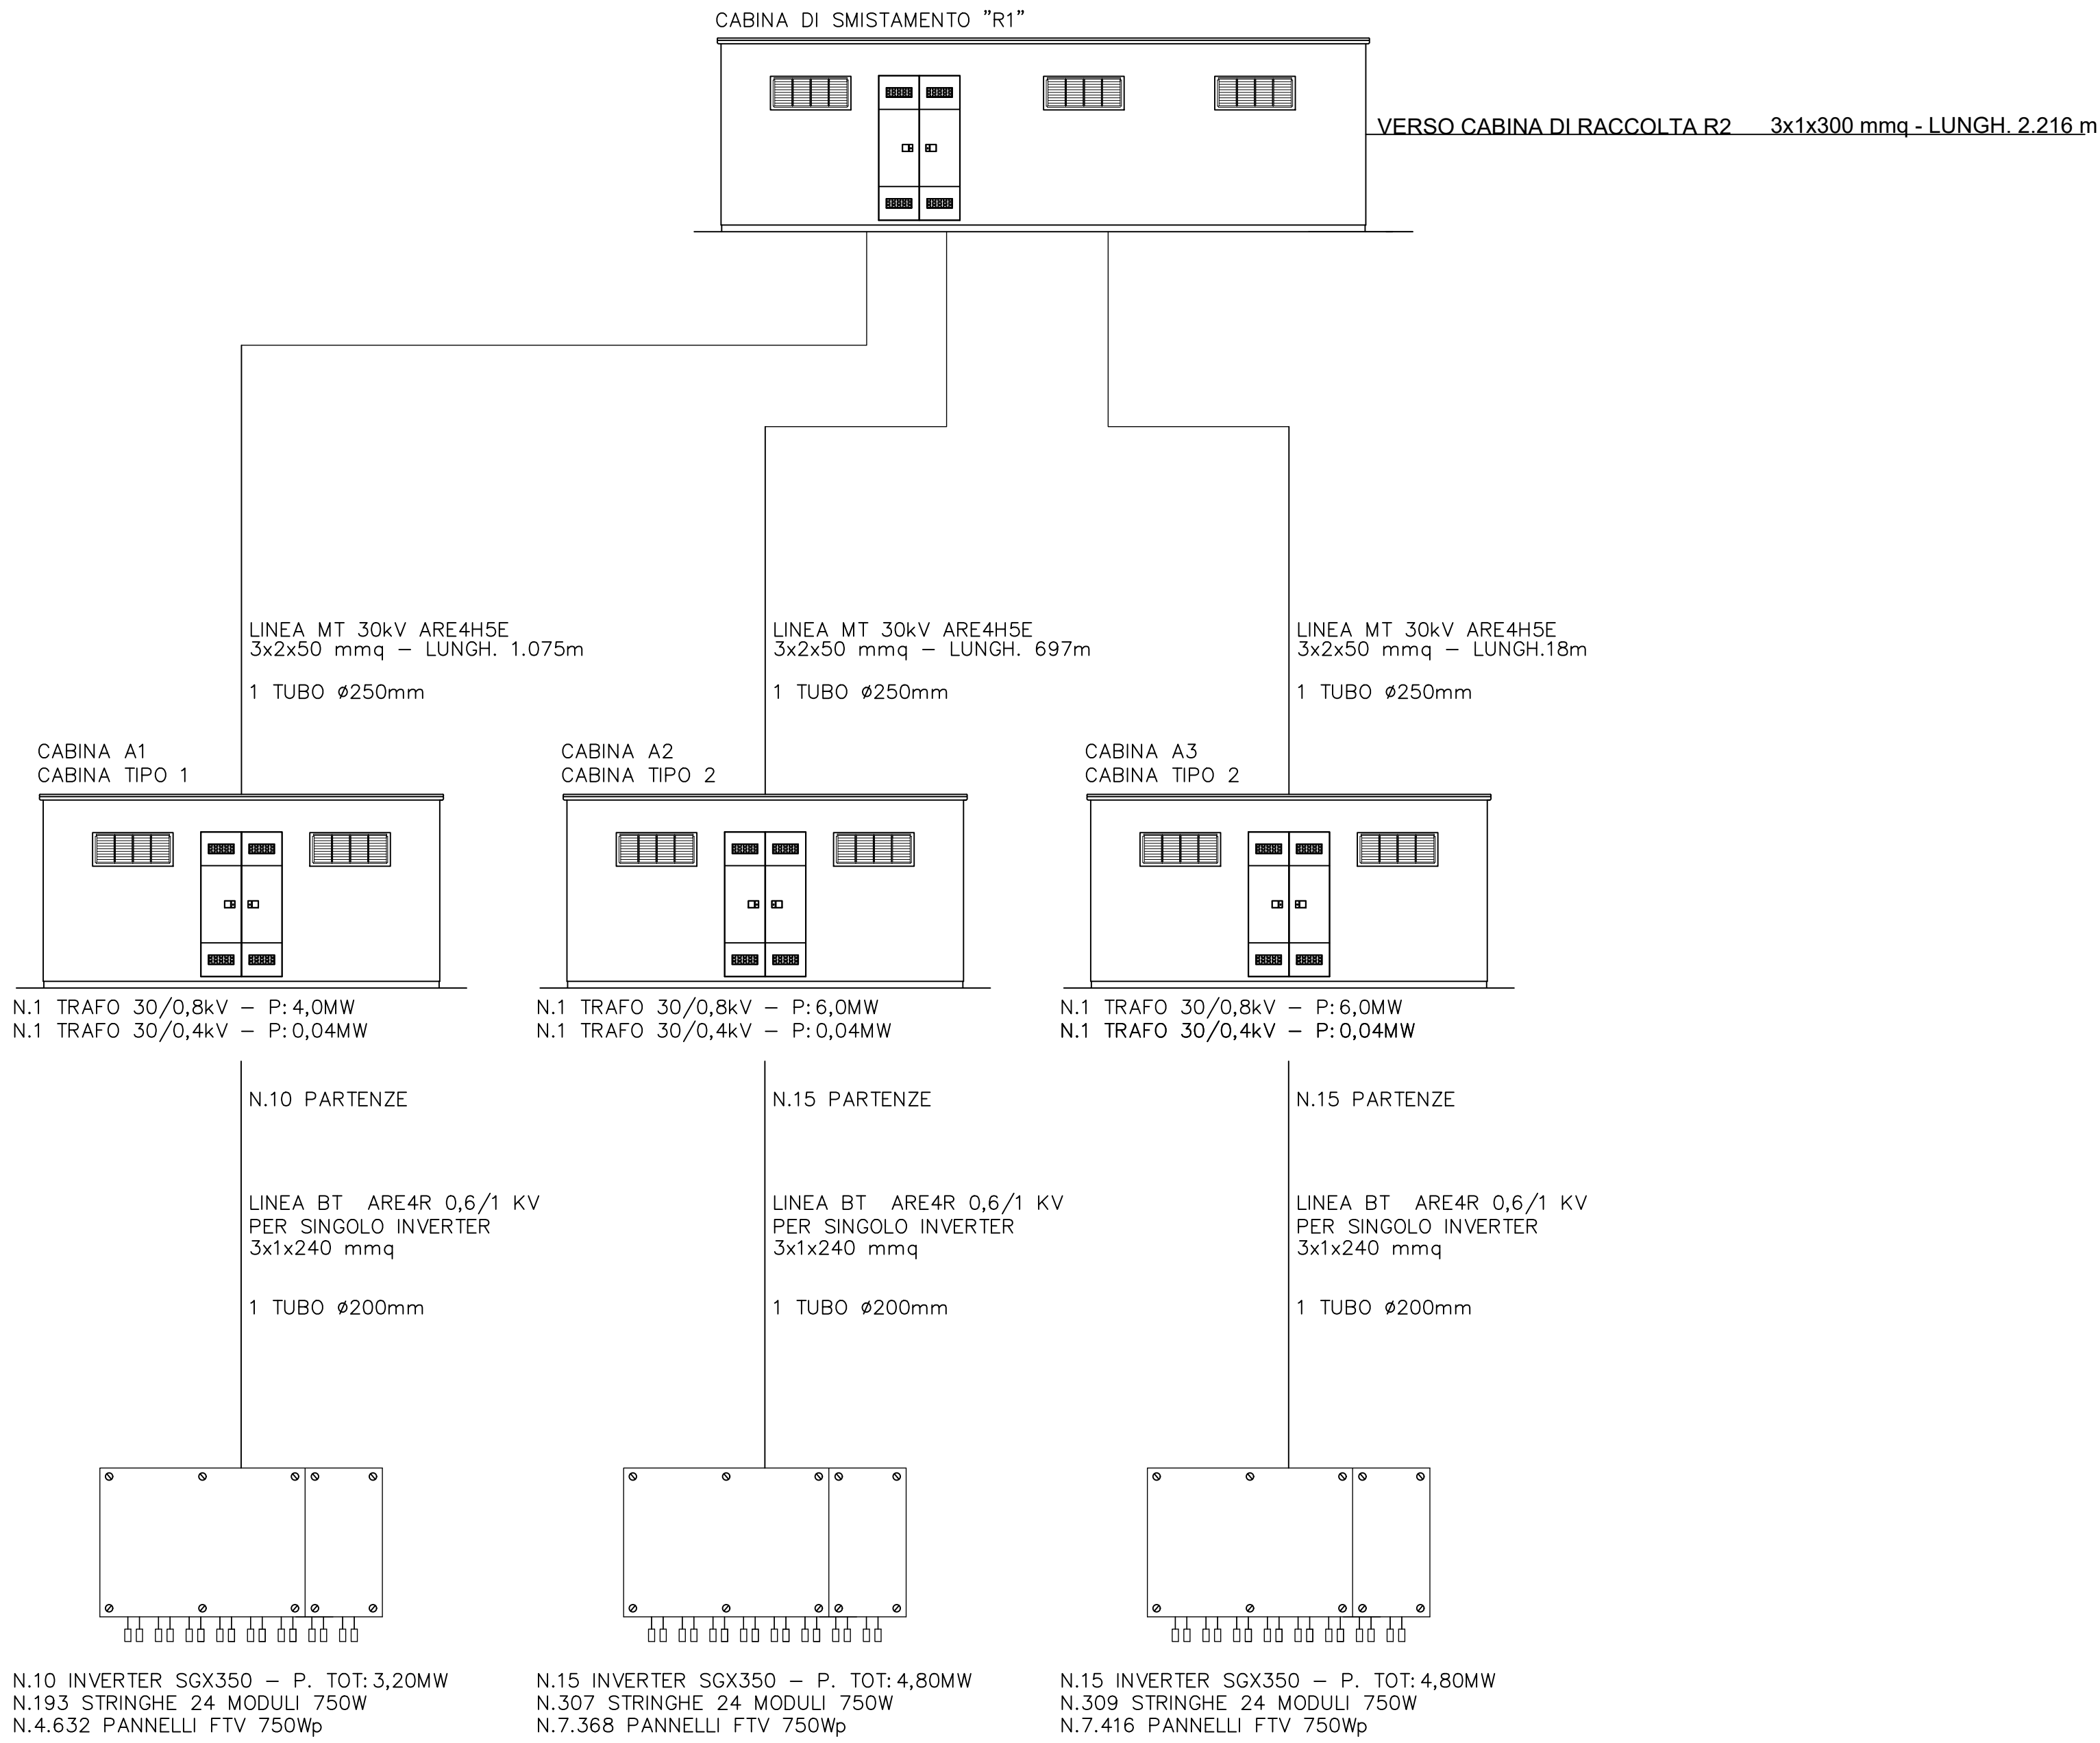 CABINA DI SMISTAMENTO "R1"
VERSO CABINA DI RACCOLTA R2 3x1x300 mmq - LUNGH. 2.216 m
LINEA MT 30kV ARE4H5E
3x2x50 mmq – LUNGH. 1.075m
1 TUBO ø250mm
LINEA MT 30kV ARE4H5E
3x2x50 mmq – LUNGH. 697m
1 TUBO ø250mm
LINEA MT 30kV ARE4H5E
3x2x50 mmq – LUNGH.18m
1 TUBO ø250mm
CABINA A1
CABINA TIPO 1
CABINA A2
CABINA TIPO 2
CABINA A3
CABINA TIPO 2
N.1 TRAFO 30/0,8kV – P:4,0MW
N.1 TRAFO 30/0,4kV – P:0,04MW
N.1 TRAFO 30/0,8kV – P:6,0MW
N.1 TRAFO 30/0,4kV – P:0,04MW
N.1 TRAFO 30/0,8kV – P:6,0MW
N.1 TRAFO 30/0,4kV – P:0,04MW
N.10 PARTENZE
LINEA BT ARE4R 0,6/1 KV
PER SINGOLO INVERTER
3x1x240 mmq
1 TUBO ø200mm
N.15 PARTENZE
LINEA BT ARE4R 0,6/1 KV
PER SINGOLO INVERTER
3x1x240 mmq
1 TUBO ø200mm
N.15 PARTENZE
LINEA BT ARE4R 0,6/1 KV
PER SINGOLO INVERTER
3x1x240 mmq
1 TUBO ø200mm
N.10 INVERTER SGX350 – P. TOT:3,20MW
N.193 STRINGHE 24 MODULI 750W
N.4.632 PANNELLI FTV 750Wp
N.15 INVERTER SGX350 – P. TOT:4,80MW
N.307 STRINGHE 24 MODULI 750W
N.7.368 PANNELLI FTV 750Wp
N.15 INVERTER SGX350 – P. TOT:4,80MW
N.309 STRINGHE 24 MODULI 750W
N.7.416 PANNELLI FTV 750Wp